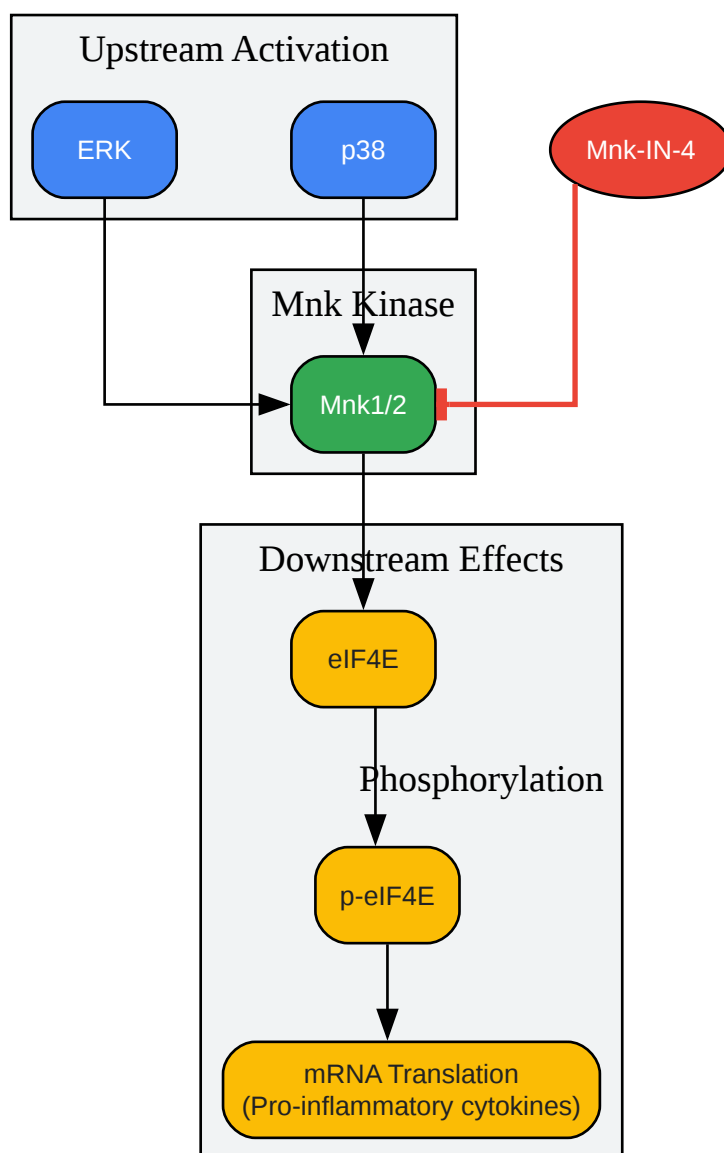 Upstream Activation
ERK
p38
Mnk-IN-4
Mnk Kinase
Mnk1/2
Downstream Effects
eIF4E
Phosphorylation
p-eIF4E
mRNA Translation
(Pro-inflammatory cytokines)